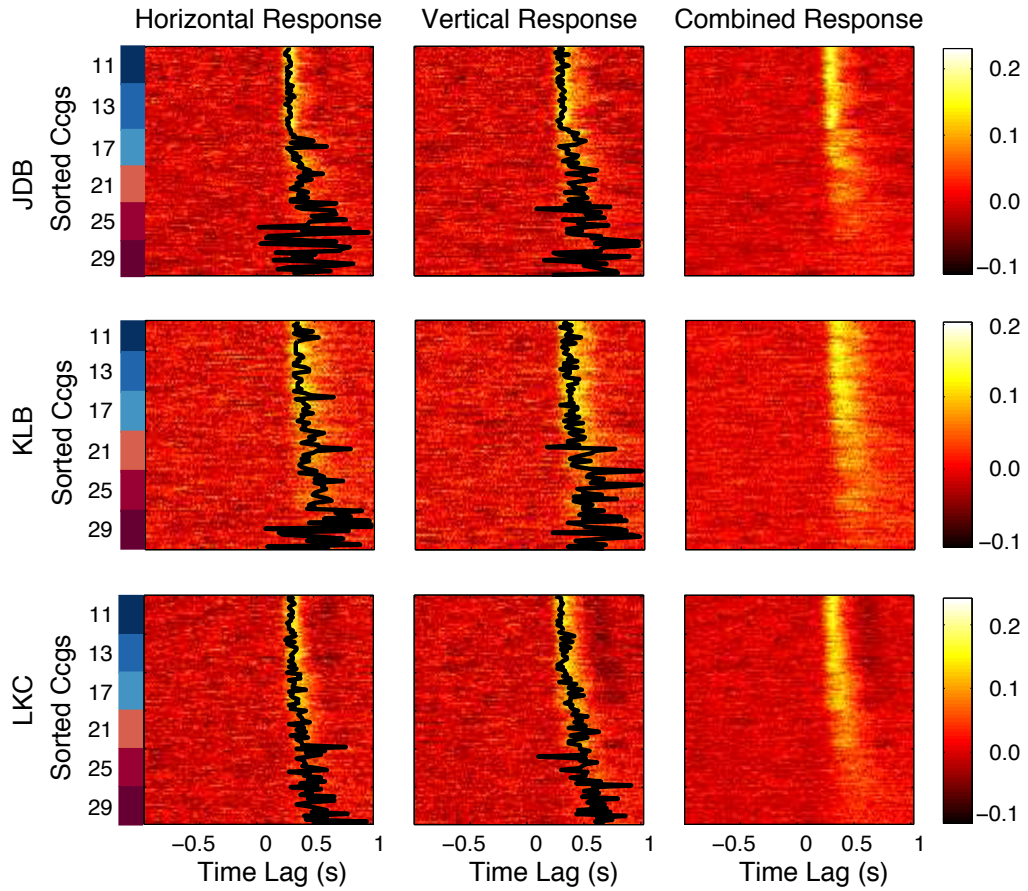 Horizontal Response
Vertical Response
Combined Response
JDB
Sorted Ccgs
11
13
17
21
25
29
0.2
0.1
0.0
−0.1
KLB
Sorted Ccgs
11
13
17
21
25
29
0.2
0.1
0.0
−0.1
LKC
Sorted Ccgs
11
13
17
21
25
29
0.2
0.1
0.0
−0.1
−0.5 0 0.5 1
−0.5 0 0.5 1
−0.5 0 0.5 1
Time Lag (s)
Time Lag (s)
Time Lag (s)